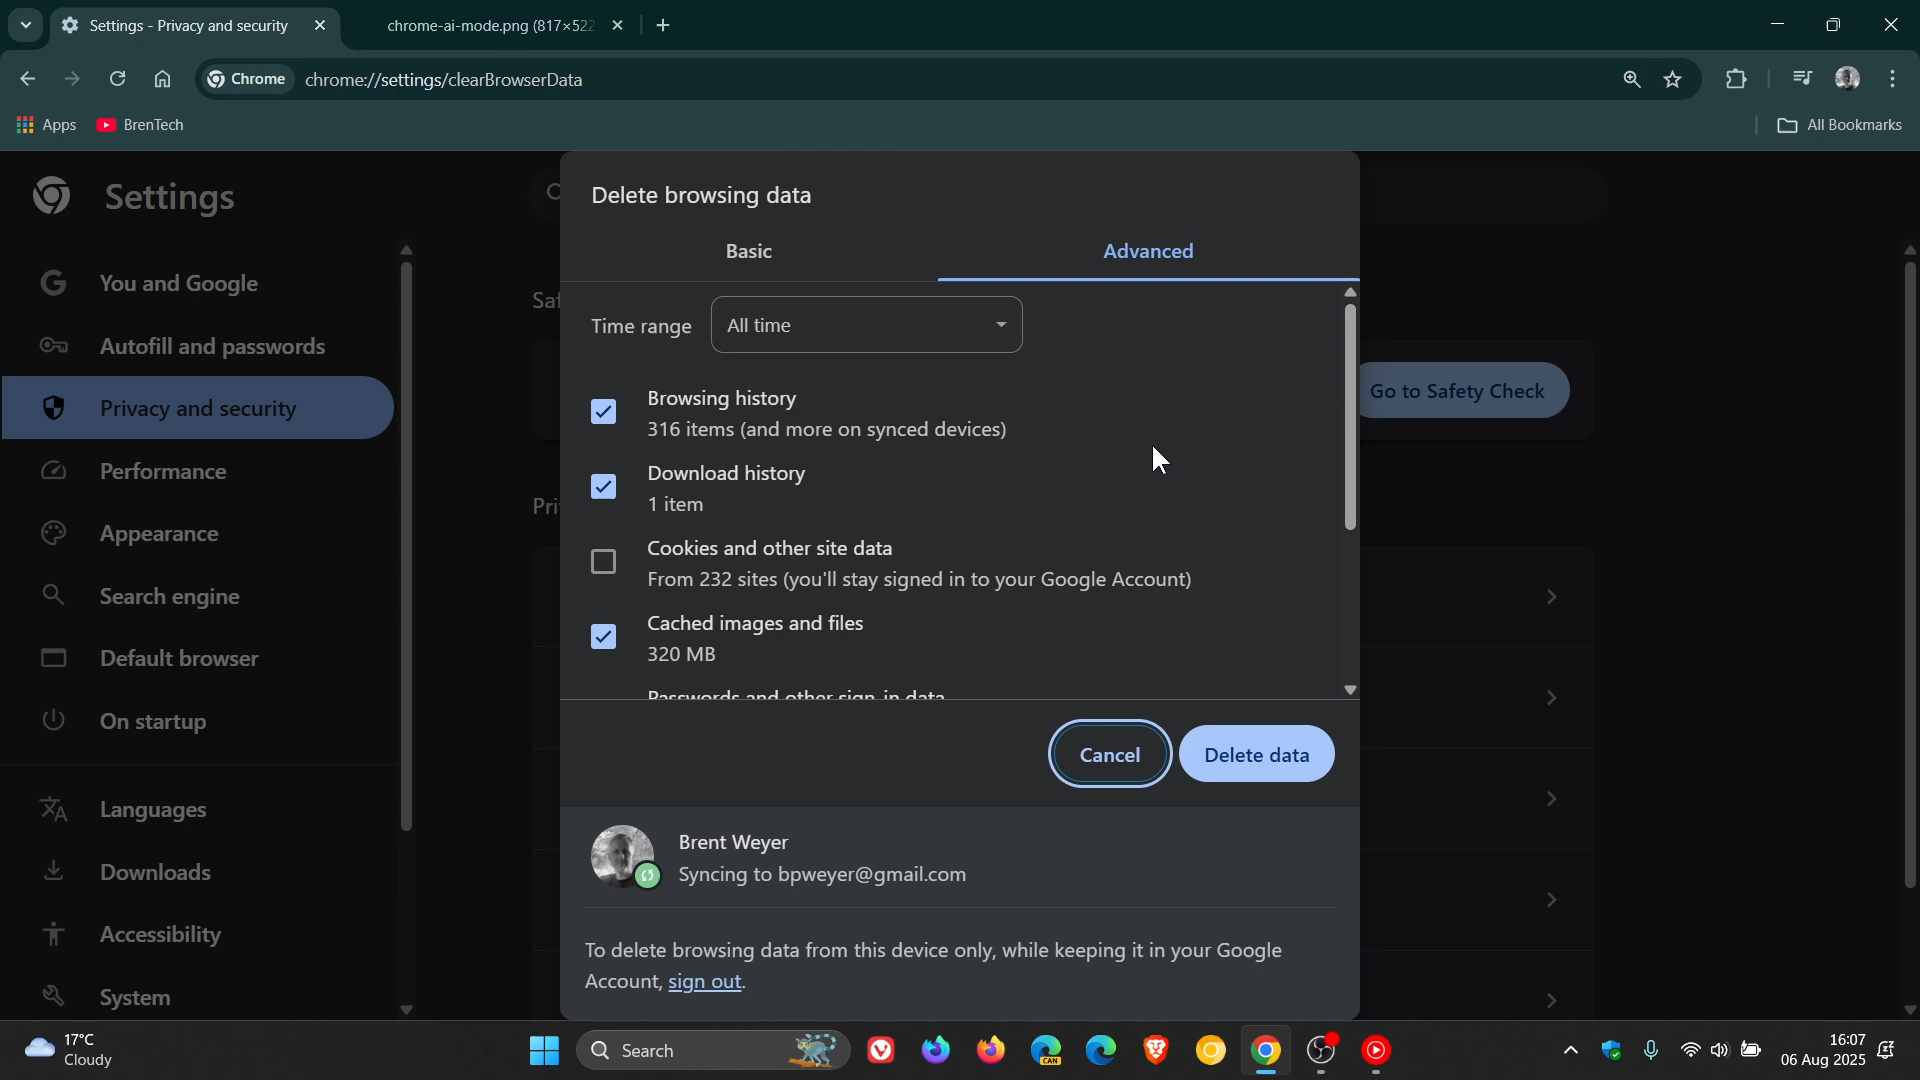 Settings - Privacy and security
chrome-ai-mode.png (817×522
Chrome
chrome://settings/clearBrowserData
Apps
BrenTech
All Bookmarks
Settings
You and Google
Autofill and passwords
Privacy and security
Performance
Appearance
Search engine
Default browser
On startup
Languages
Downloads
Accessibility
System
Saf
Pri
Go to Safety Check
Delete browsing data
Basic
Advanced
Time range
All time
Browsing history
316 items (and more on synced devices)
Download history
1 item
Cookies and other site data
From 232 sites (you'll stay signed in to your Google Account)
Cached images and files
320 MB
Passwords and other sign-in data
Cancel
Delete data
Brent Weyer
Syncing to bpweyer@gmail.com
To delete browsing data from this device only, while keeping it in your Google
Account, sign out.
17°C
Cloudy
Search
CAN
16:07
06 Aug 2025